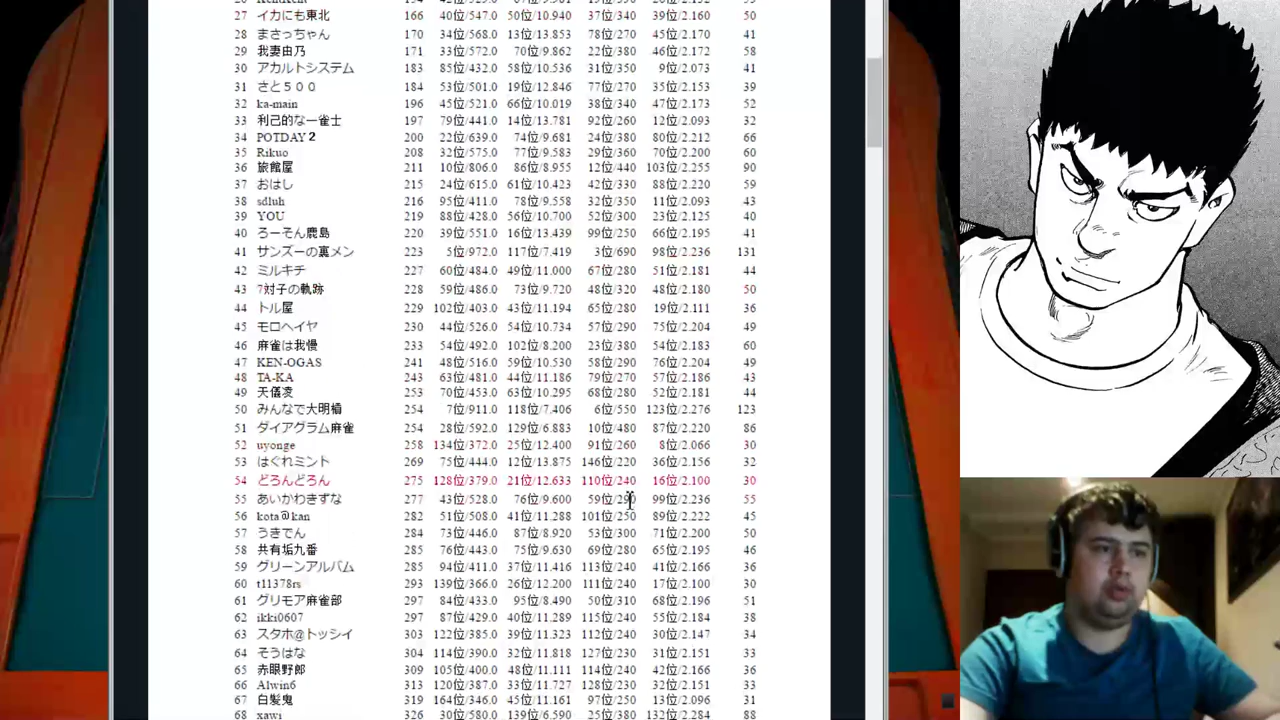 27 イカにも東北 166 40位/547.0 50位/10.940 37位/340 39位/2.160 50
28 まさっちゃん 170 34位/568.0 13位/13.853 78位/270 45位/2.170 41
29 我妻由乃 171 33位/572.0 70位/9.862 22位/380 46位/2.172 58
30 アカルトシステム 183 85位/432.0 58位/10.536 31位/350 9位/2.073 41
31 さと５００ 184 53位/501.0 19位/12.846 77位/270 35位/2.153 39
32 ka-main 196 45位/521.0 66位/10.019 38位/340 47位/2.173 52
33 利己的な一雀士 197 79位/441.0 14位/13.781 92位/260 12位/2.093 32
34 POTDAY２ 200 22位/639.0 74位/9.681 24位/380 80位/2.212 66
35 Rikuo 208 32位/575.0 77位/9.583 29位/360 70位/2.200 60
36 旅館屋 211 10位/806.0 86位/8.955 12位/440 103位/2.255 90
37 おはし 215 24位/615.0 61位/10.423 42位/330 88位/2.220 59
38 sdluh 216 95位/411.0 78位/9.558 32位/350 11位/2.093 43
39 YOU 219 88位/428.0 56位/10.700 52位/300 23位/2.125 40
40 ろーそん鹿島 220 39位/551.0 16位/13.439 99位/250 66位/2.195 41
41 サンズーの裏メン 223 5位/972.0 117位/7.419 3位/690 98位/2.236 131
42 ミルキチ 227 60位/484.0 49位/11.000 67位/280 51位/2.181 44
43 7対子の軌跡 228 59位/486.0 73位/9.720 48位/320 48位/2.180 50
44 トル屋 229 102位/403.0 43位/11.194 65位/280 19位/2.111 36
45 モロヘイヤ 230 44位/526.0 54位/10.734 57位/290 75位/2.204 49
46 麻雀は我慢 233 54位/492.0 102位/8.200 23位/380 54位/2.183 60
47 KEN-OGAS 241 48位/516.0 59位/10.530 58位/290 76位/2.204 49
48 TA-KA 243 63位/481.0 44位/11.186 79位/270 57位/2.186 43
49 天儀凌 253 70位/453.0 63位/10.295 68位/280 52位/2.181 44
50 みんなで大明槓 254 7位/911.0 118位/7.406 6位/550 123位/2.276 123
51 ダイアグラム麻雀 254 28位/592.0 129位/6.883 10位/480 87位/2.220 86
52 uyonge 258 134位/372.0 25位/12.400 91位/260 8位/2.066 30
53 はぐれミント 269 75位/444.0 12位/13.875 146位/220 36位/2.156 32
54 どろんどろん 275 128位/379.0 21位/12.633 110位/240 16位/2.100 30
55 あいかわきずな 277 43位/528.0 76位/9.600 59位/290 99位/2.236 55
56 kota＠kan 282 51位/508.0 41位/11.288 101位/250 89位/2.222 45
57 うきでん 284 73位/446.0 87位/8.920 53位/300 71位/2.200 50
58 共有垢九番 285 76位/443.0 75位/9.630 69位/280 65位/2.195 46
59 グリーンアルバム 285 94位/411.0 37位/11.416 113位/240 41位/2.166 36
60 t11378rs 293 139位/366.0 26位/12.200 111位/240 17位/2.100 30
61 グリモア麻雀部 297 84位/433.0 95位/8.490 50位/310 68位/2.196 51
62 ikki0607 297 87位/429.0 40位/11.289 115位/240 55位/2.184 38
63 スタホ@トッシイ 303 122位/385.0 39位/11.323 112位/240 30位/2.147 34
64 そうはな 304 114位/390.0 32位/11.818 127位/230 31位/2.151 33
65 赤眼野郎 309 105位/400.0 48位/11.111 114位/240 42位/2.166 36
66 Alwin6 313 120位/387.0 33位/11.727 128位/230 32位/2.151 33
67 白髪鬼 319 164位/346.0 45位/11.161 97位/250 13位/2.096 31
68 xawi 326 30位/580.0 139位/6.590 25位/380 132位/2.284 88